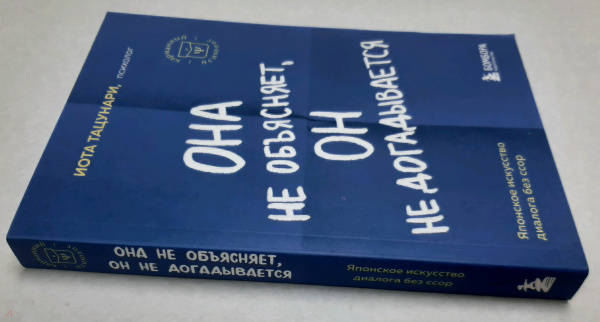 ИОТА ТАЦУНАРИ, ПСИХОЛОГ
ОНА
НЕ ОБЪЯСНЯЕТ,
ОН
НЕ ДОГАДЫВАЕТСЯ
Японское искусство
диалога без ссор
БОМБОРА
ОНА НЕ ОБЪЯСНЯЕТ,
ОН НЕ ДОГАДЫВАЕТСЯ
Японское искусство
диалога без ссор